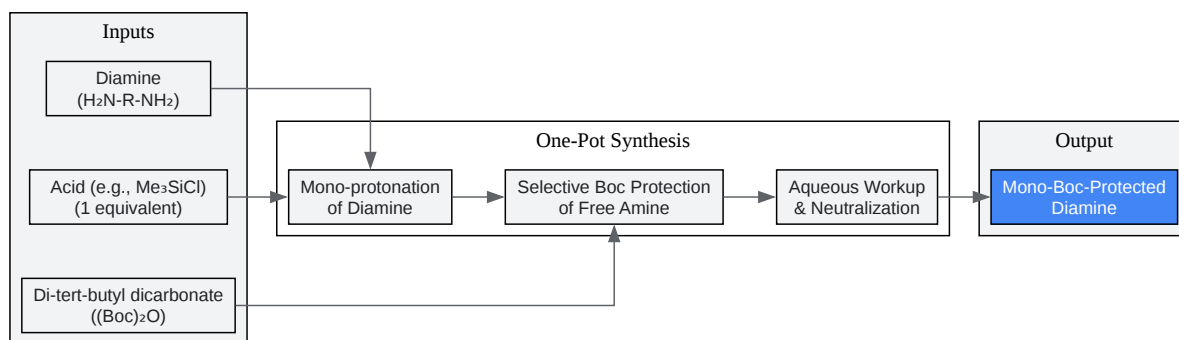 Inputs
Diamine
(H₂N-R-NH₂)
One-Pot Synthesis
Output
Acid (e.g., Me₃SiCl)
(1 equivalent)
Mono-protonation
of Diamine
Selective Boc Protection
of Free Amine
Aqueous Workup
& Neutralization
Mono-Boc-Protected
Diamine
Di-tert-butyl dicarbonate
((Boc)₂O)